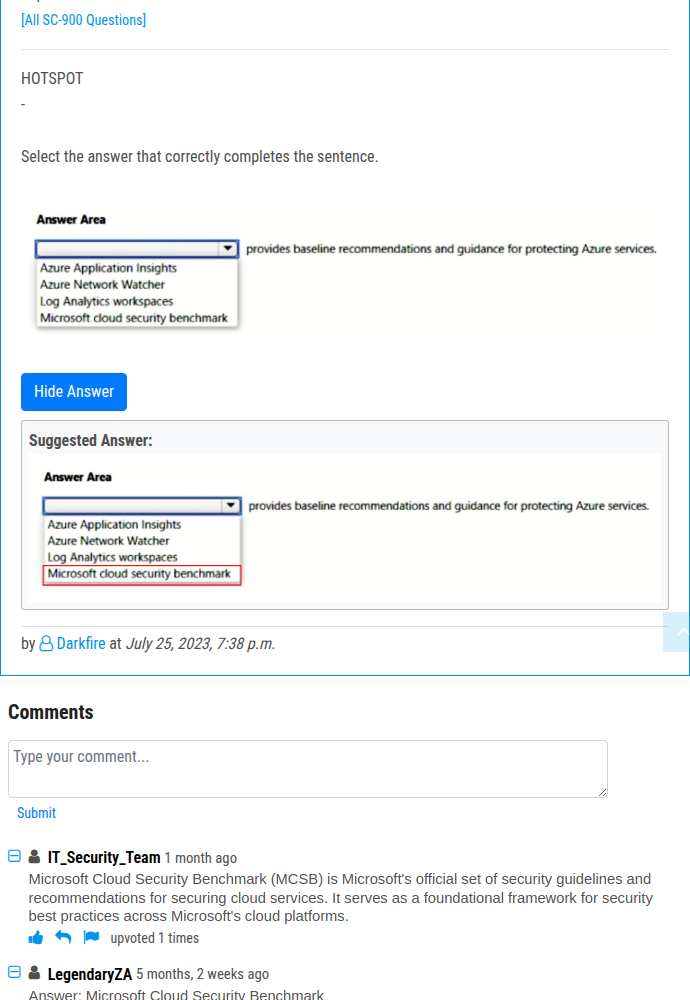 [All SC-900 Questions]
HOTSPOT
-
Select the answer that correctly completes the sentence.
Answer Area
provides baseline recommendations and guidance for protecting Azure services.
Azure Application Insights
Azure Network Watcher
Log Analytics workspaces
Microsoft cloud security benchmark
Hide Answer
Suggested Answer:
Answer Area
provides baseline recommendations and guidance for protecting Azure services.
Azure Application Insights
Azure Network Watcher
Log Analytics workspaces
Microsoft cloud security benchmark
by Darkfire at July 25, 2023, 7:38 p.m.
Comments
Type your comment...
Submit
IT_Security_Team 1 month ago
Microsoft Cloud Security Benchmark (MCSB) is Microsoft's official set of security guidelines and
recommendations for securing cloud services. It serves as a foundational framework for security
best practices across Microsoft's cloud platforms.
upvoted 1 times
LegendaryZA 5 months, 2 weeks ago
Answer: Microsoft Cloud Security Benchmark